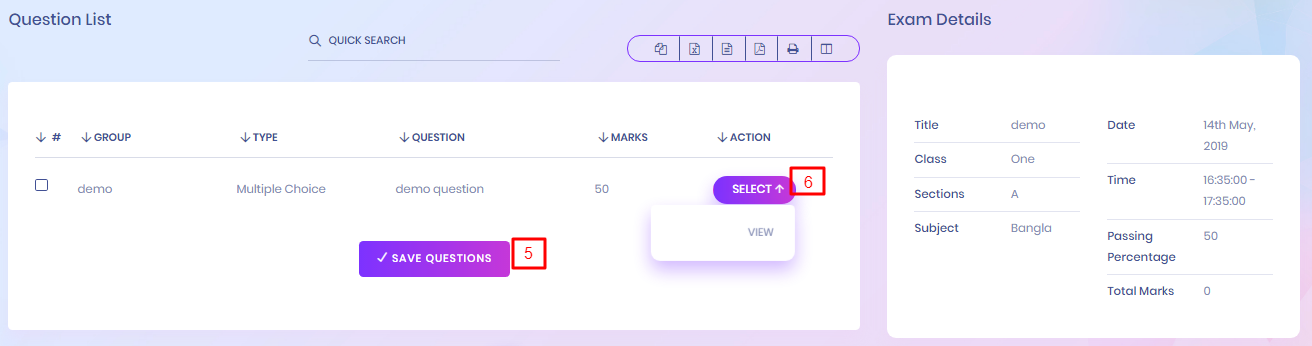 Question List
QUICK SEARCH
# GROUP TYPE QUESTION MARKS ACTION
demo Multiple Choice demo question 50 SELECT 6
VIEW
SAVE QUESTIONS 5
Exam Details
Title demo
Class One
Sections A
Subject Bangla
Date 14th May,
2019
Time 16:35:00 -
17:35:00
Passing 50
Percentage
Total Marks 0